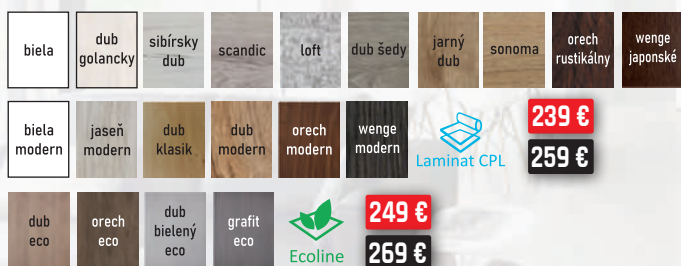 biela
dub
golancky
sibírsky
dub
scandic
loft
dub šedy
jarný
dub
sonoma
orech
rustikálny
wenge
japonské
biela
modern
jaseň
modern
dub
klasik
dub
modern
orech
modern
wenge
modern
Laminat CPL
239 €
259 €
dub
eco
orech
eco
dub
bielený
eco
grafit
eco
Ecoline
249 €
269 €